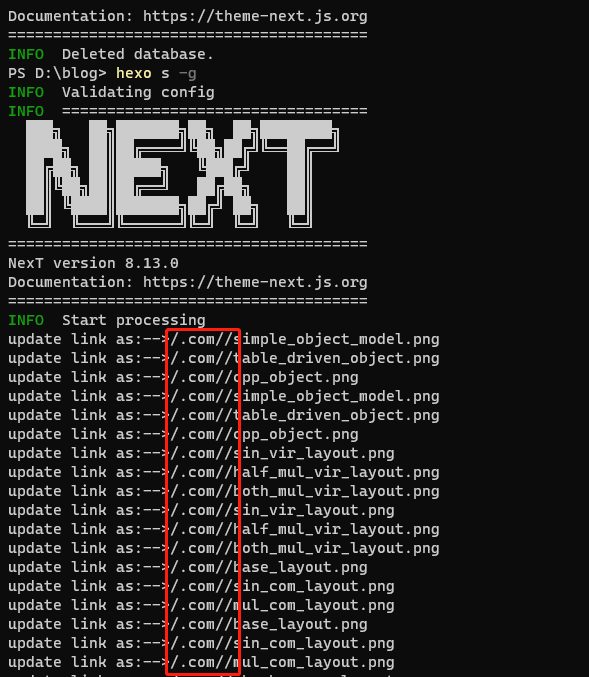 Documentation: https://theme-next.js.org
========================================
INFO  Deleted database.
PS D:\blog> hexo s -g
INFO  Validating config
INFO  ==================================
NEXT
========================================
NexT version 8.13.0
Documentation: https://theme-next.js.org
========================================
INFO  Start processing
update link as:-->/.com//simple_object_model.png
update link as:-->/.com//table_driven_object.png
update link as:-->/.com//cpp_object.png
update link as:-->/.com//simple_object_model.png
update link as:-->/.com//table_driven_object.png
update link as:-->/.com//cpp_object.png
update link as:-->/.com//sin_vir_layout.png
update link as:-->/.com//half_mul_vir_layout.png
update link as:-->/.com//both_mul_vir_layout.png
update link as:-->/.com//sin_vir_layout.png
update link as:-->/.com//half_mul_vir_layout.png
update link as:-->/.com//both_mul_vir_layout.png
update link as:-->/.com//base_layout.png
update link as:-->/.com//sin_com_layout.png
update link as:-->/.com//mul_com_layout.png
update link as:-->/.com//base_layout.png
update link as:-->/.com//sin_com_layout.png
update link as:-->/.com//mul_com_layout.png